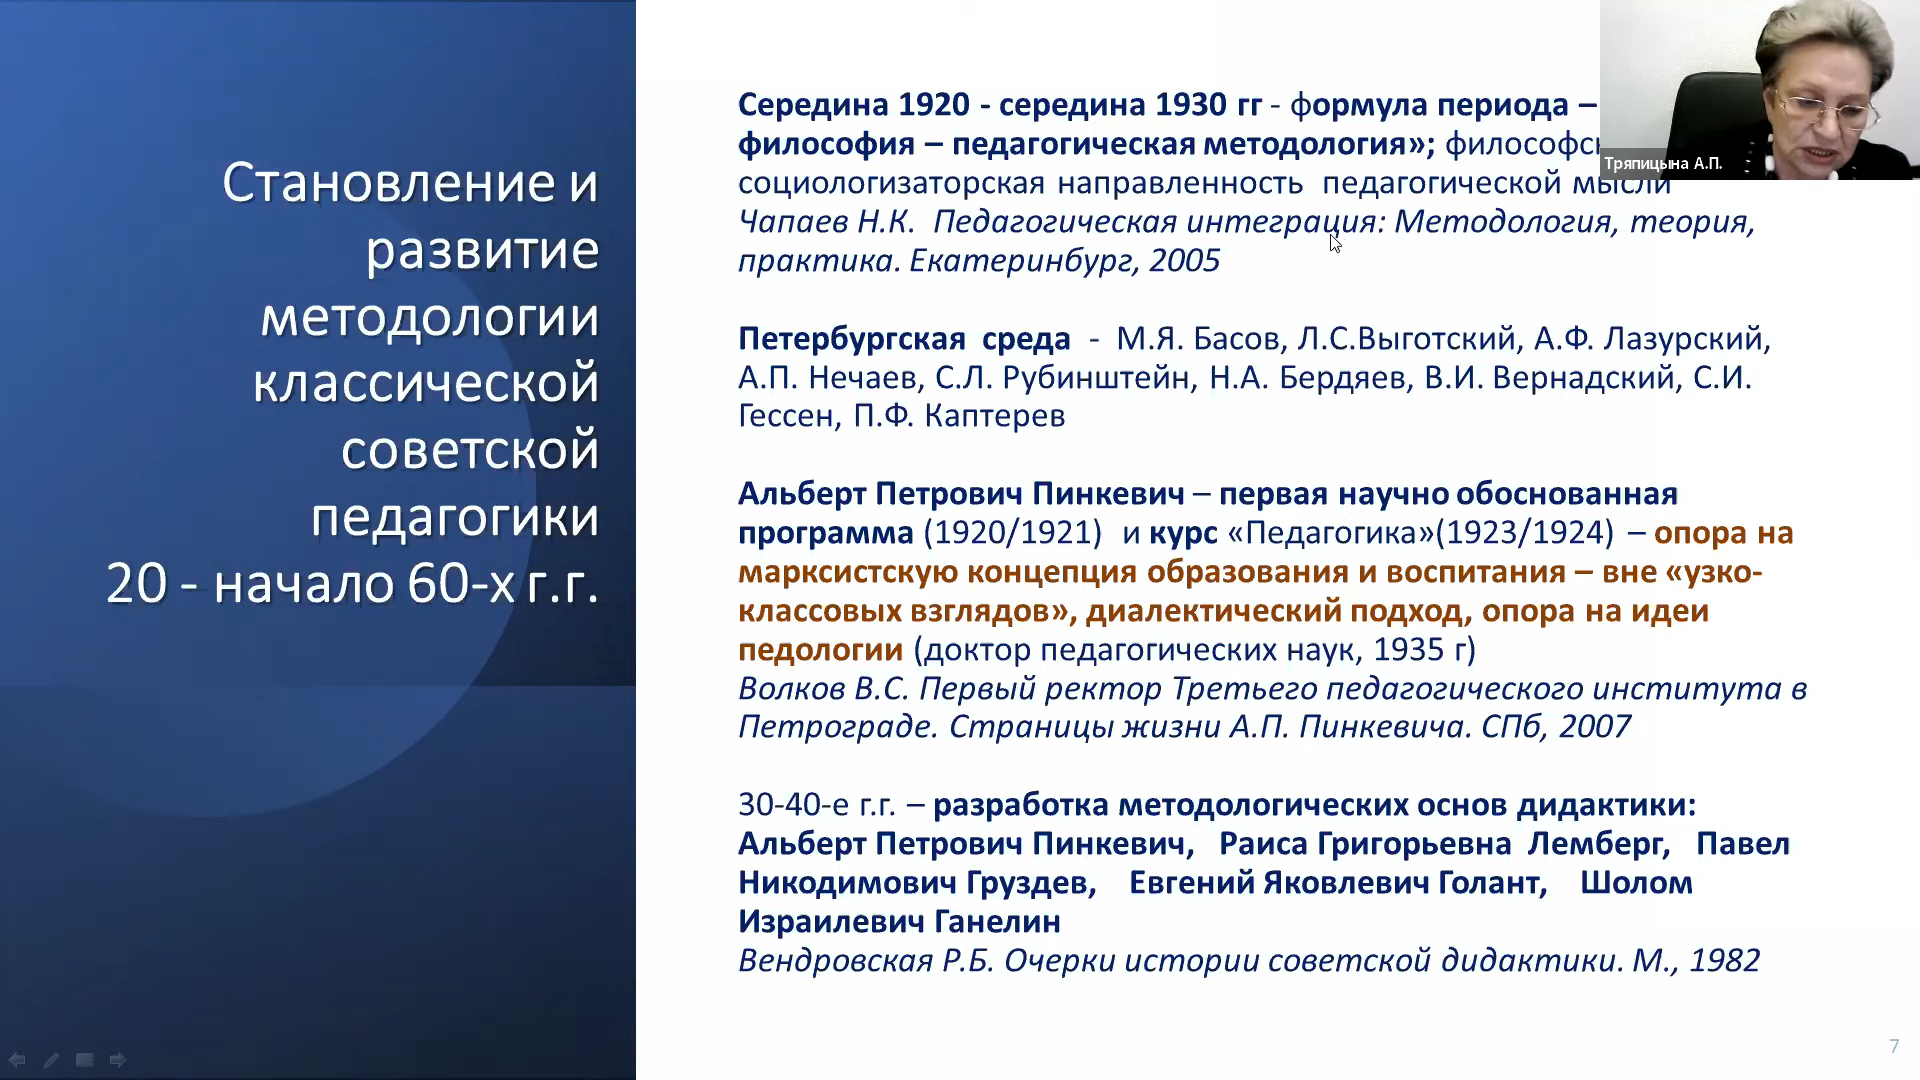 Становление и
развитие
методологии
классической
советской
педагогики
20 - начало 60-х г.г.
Середина 1920 - середина 1930 гг - формула периода –
философия – педагогическая методология»;
социологизаторская направленность педагогической мысли
Чапаев Н.К. Педагогическая интеграция: Методология, теория,
практика. Екатеринбург, 2005
Петербургская среда - М.Я. Басов, Л.С.Выготский, А.Ф. Лазурский,
А.П. Нечаев, С.Л. Рубинштейн, Н.А. Бердяев, В.И. Вернадский, С.И.
Гессен, П.Ф. Каптерев
Альберт Петрович Пинкевич – первая научно обоснованная
программа (1920/1921) и курс «Педагогика»(1923/1924) – опора на
марксистскую концепция образования и воспитания – вне «узко-
классовых взглядов», диалектический подход, опора на идеи
педологии (доктор педагогических наук, 1935 г)
Волков В.С. Первый ректор Третьего педагогического института в
Петрограде. Страницы жизни А.П. Пинкевича. СПб, 2007
30-40-е г.г. – разработка методологических основ дидактики:
Альберт Петрович Пинкевич, Раиса Григорьевна Лемберг, Павел
Никодимович Груздев, Евгений Яковлевич Голант, Шолом
Израилевич Ганелин
Вендровская Р.Б. Очерки истории советской дидактики. М., 1982
Тряпицына А.П.
7